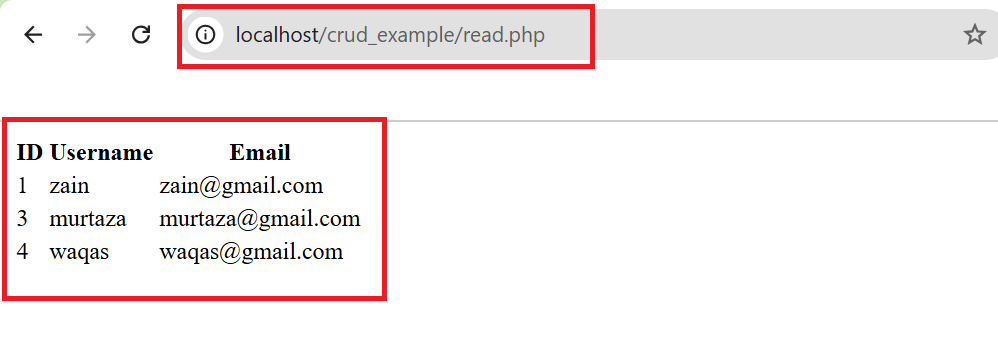 localhost/crud_example/read.php
ID Username Email
1 zain zain@gmail.com
3 murtaza murtaza@gmail.com
4 waqas waqas@gmail.com